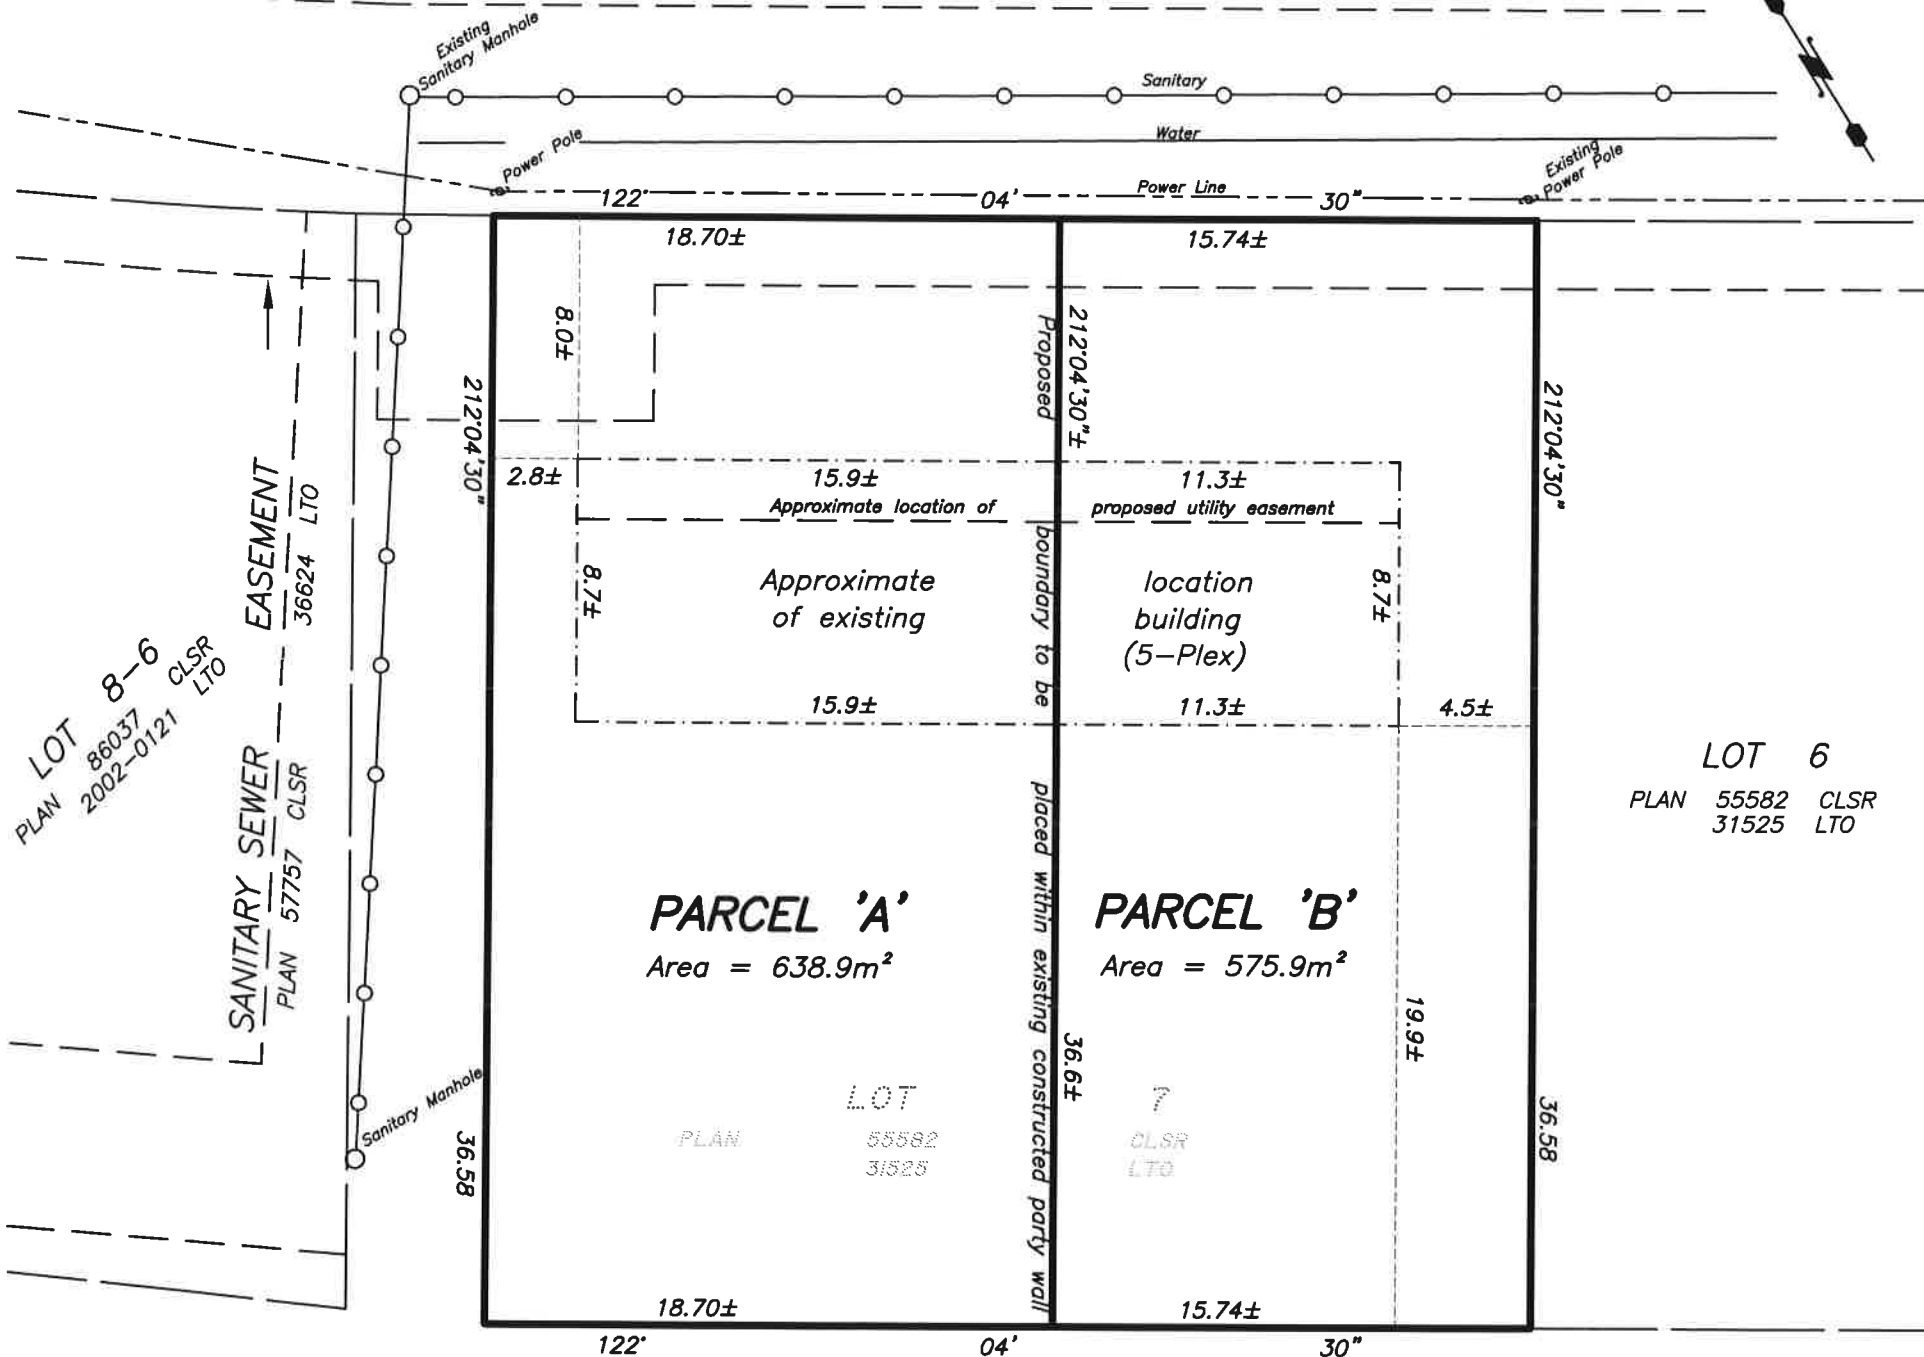 Existing
Sanitary Manhole
Sanitary
Water
Power Pole
Existing
Power Pole
Power Line
122° 04' 30"
18.70±
15.74±
8.0±
Proposed boundary to be placed within existing constructed party wall
212°04'30"±
212°04'30"
212°04'30"
2.8±
15.9±
11.3±
Approximate location of proposed utility easement
8.7±
8.7±
Approximate location
of existing building
(5-Plex)
15.9±
11.3±
4.5±
LOT 8-6
PLAN 86037 CLSR
2002-0121 LTO
SANITARY SEWER EASEMENT
PLAN 57757 CLSR 36624 LTO
LOT 6
PLAN 55582 CLSR
31525 LTO
PARCEL 'A'
Area = 638.9m²
PARCEL 'B'
Area = 575.9m²
19.9±
36.6±
LOT 7
PLAN 55582 CLSR
31525 LTO
Sanitary Manhole
36.58
36.58
18.70±
15.74±
122° 04' 30"